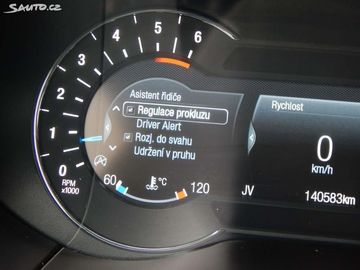 SAUTO.CZ
0
1
2
3
4
5
6
RPM
x1000
Asistent řidiče
Regulace prokluzu
Driver Alert
Rozj. do svahu
Udržení v pruhu
60
°C
120
Rychlost
0
km/h
JV
140583km